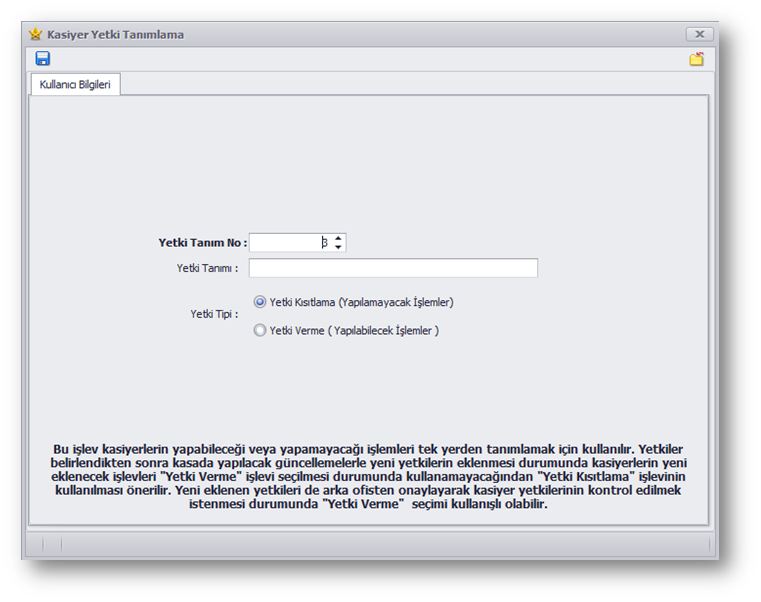 Kasiyer Yetki Tanımlama
Kullanıcı Bilgileri
Yetki Tanım No : 3
Yetki Tanımı :
Yetki Tipi :
Yetki Kısıtlama (Yapılamayacak İşlemler)
Yetki Verme ( Yapılabilecek İşlemler )
Bu işlev kasiyerlerin yapabileceği veya yapamayacağı işlemleri tek yerden tanımlamak için kullanılır. Yetkiler
belirlendikten sonra kasada yapılacak güncellemelerle yeni yetkilerin eklenmesi durumunda kasiyerlerin yeni
eklenecek işlevleri "Yetki Verme" işlevi seçilmesi durumunda kullanamayacağından "Yetki Kısıtlama" işlevinin
kullanılması önerilir. Yeni eklenen yetkileri de arka ofisten onaylayarak kasiyer yetkilerinin kontrol edilmek
istenmesi durumunda "Yetki Verme" seçimi kullanışlı olabilir.